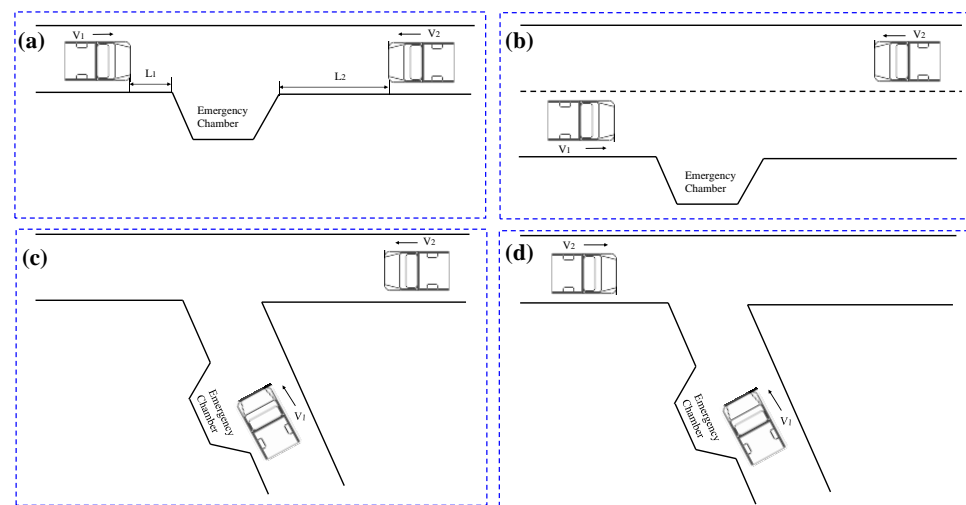 (a)
V1
V2
L1
L2
Emergency
Chamber
(b)
V2
V1
Emergency
Chamber
(c)
V2
Emergency
Chamber
V1
(d)
V2
Emergency
Chamber
V1